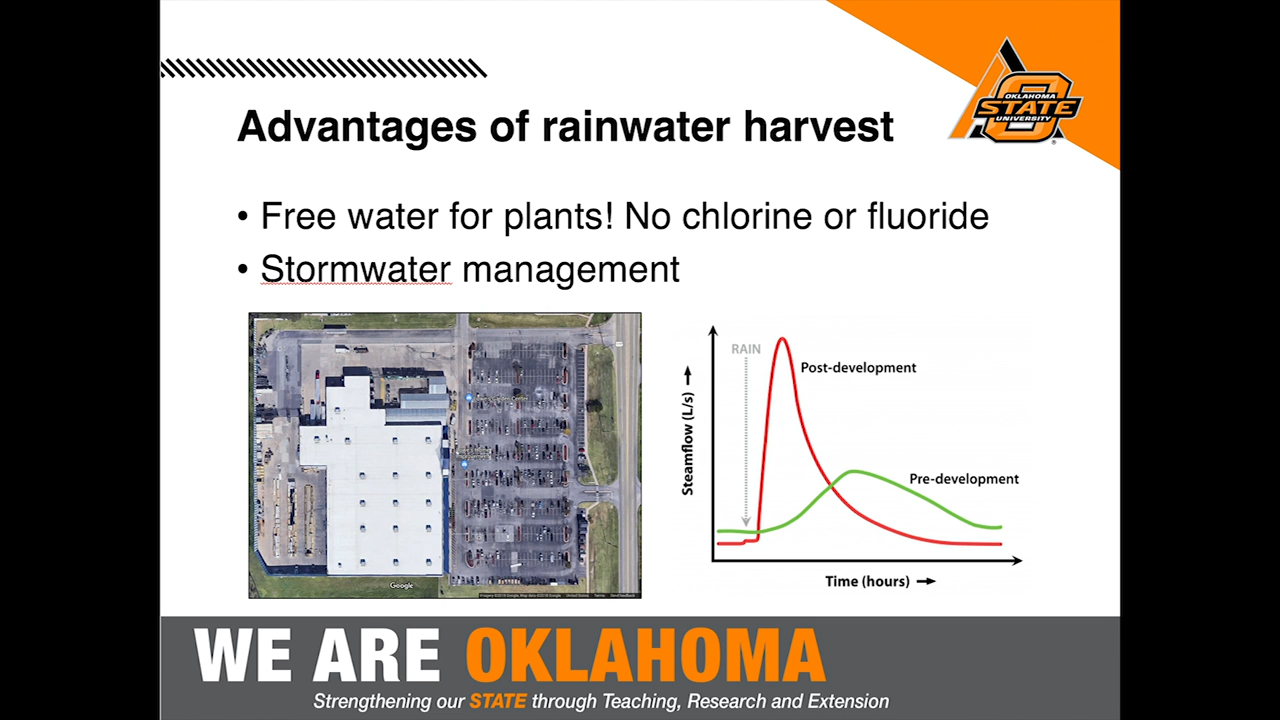 OKLAHOMA
STATE
UNIVERSITY
Advantages of rainwater harvest
• Free water for plants! No chlorine or fluoride
• Stormwater management
Google
RAIN
Post-development
Pre-development
Steamflow (L/s)
Time (hours)
WE ARE OKLAHOMA
Strengthening our STATE through Teaching, Research and Extension